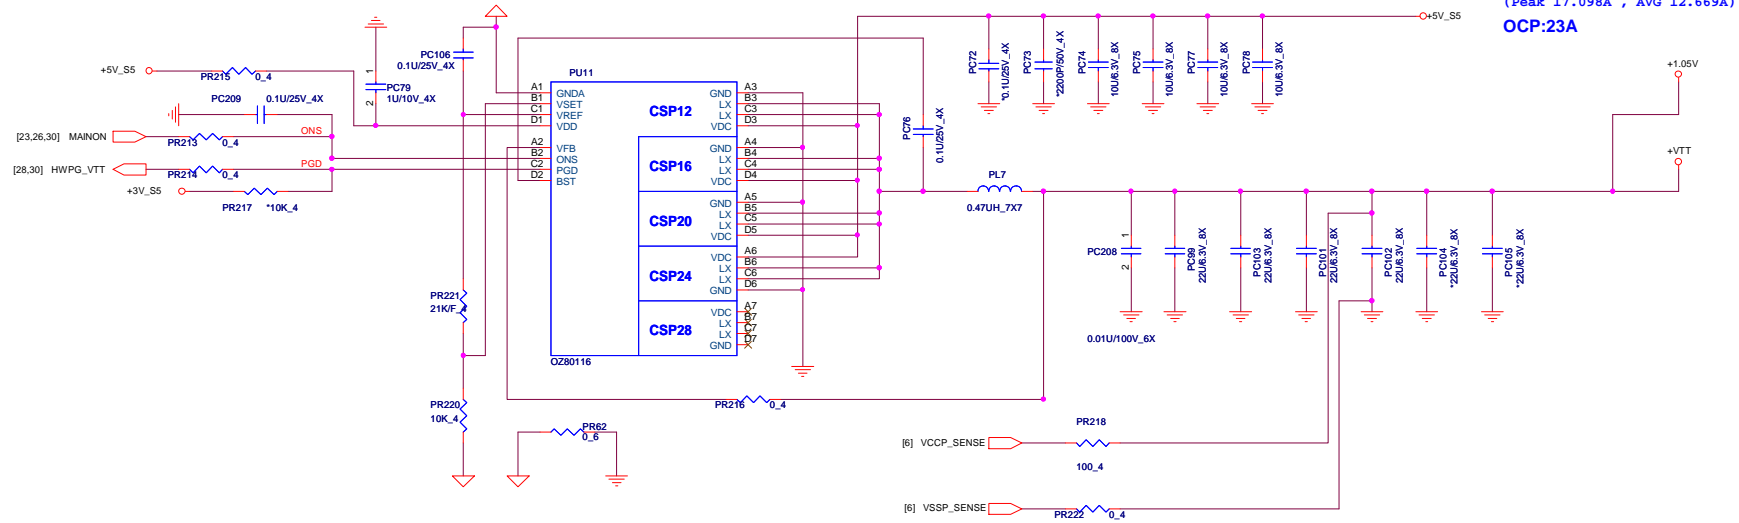 (Peak 17.098A , AVG 12.669A)
OCP:23A
+5V_S5
+1.05V
+VTT
PC72
*0.1U/25V_4X
PC73
*2200P/50V_4X
PC74
10U/6.3V_8X
PC75
10U/6.3V_8X
PC77
10U/6.3V_8X
PC78
10U/6.3V_8X
PC106
0.1U/25V_4X
+5V_S5
PR215
0_4
1
PC79
1U/10V_4X
2
PC209
0.1U/25V_4X
[23,26,30] MAINON
PR213
0_4
ONS
[28,30] HWPG_VTT
PR214
0_4
PGD
+3V_S5
PR217
*10K_4
PU11
A1 GNDA
B1 VSET
C1 VREF
D1 VDD
A2 VFB
B2 ONS
C2 PGD
D2 BST
CSP12
GND A3
LX B3
LX C3
VDC D3
CSP16
GND A4
LX B4
LX C4
VDC D4
CSP20
GND A5
LX B5
LX C5
VDC D5
CSP24
VDC A6
LX B6
LX C6
GND D6
CSP28
VDC A7
LX B7
LX C7
GND D7
OZ80116
PC76
0.1U/25V_4X
PL7
0.47UH_7X7
1
PC208
2
0.01U/100V_6X
PC99
22U/6.3V_8X
PC103
22U/6.3V_8X
PC101
22U/6.3V_8X
PC102
22U/6.3V_8X
PC104
*22U/6.3V_8X
PC105
*22U/6.3V_8X
PR221
21K/F_4
PR220
10K_4
PR216
0_4
PR62
0_6
[6] VCCP_SENSE
PR218
100_4
[6] VSSP_SENSE
PR222
0_4